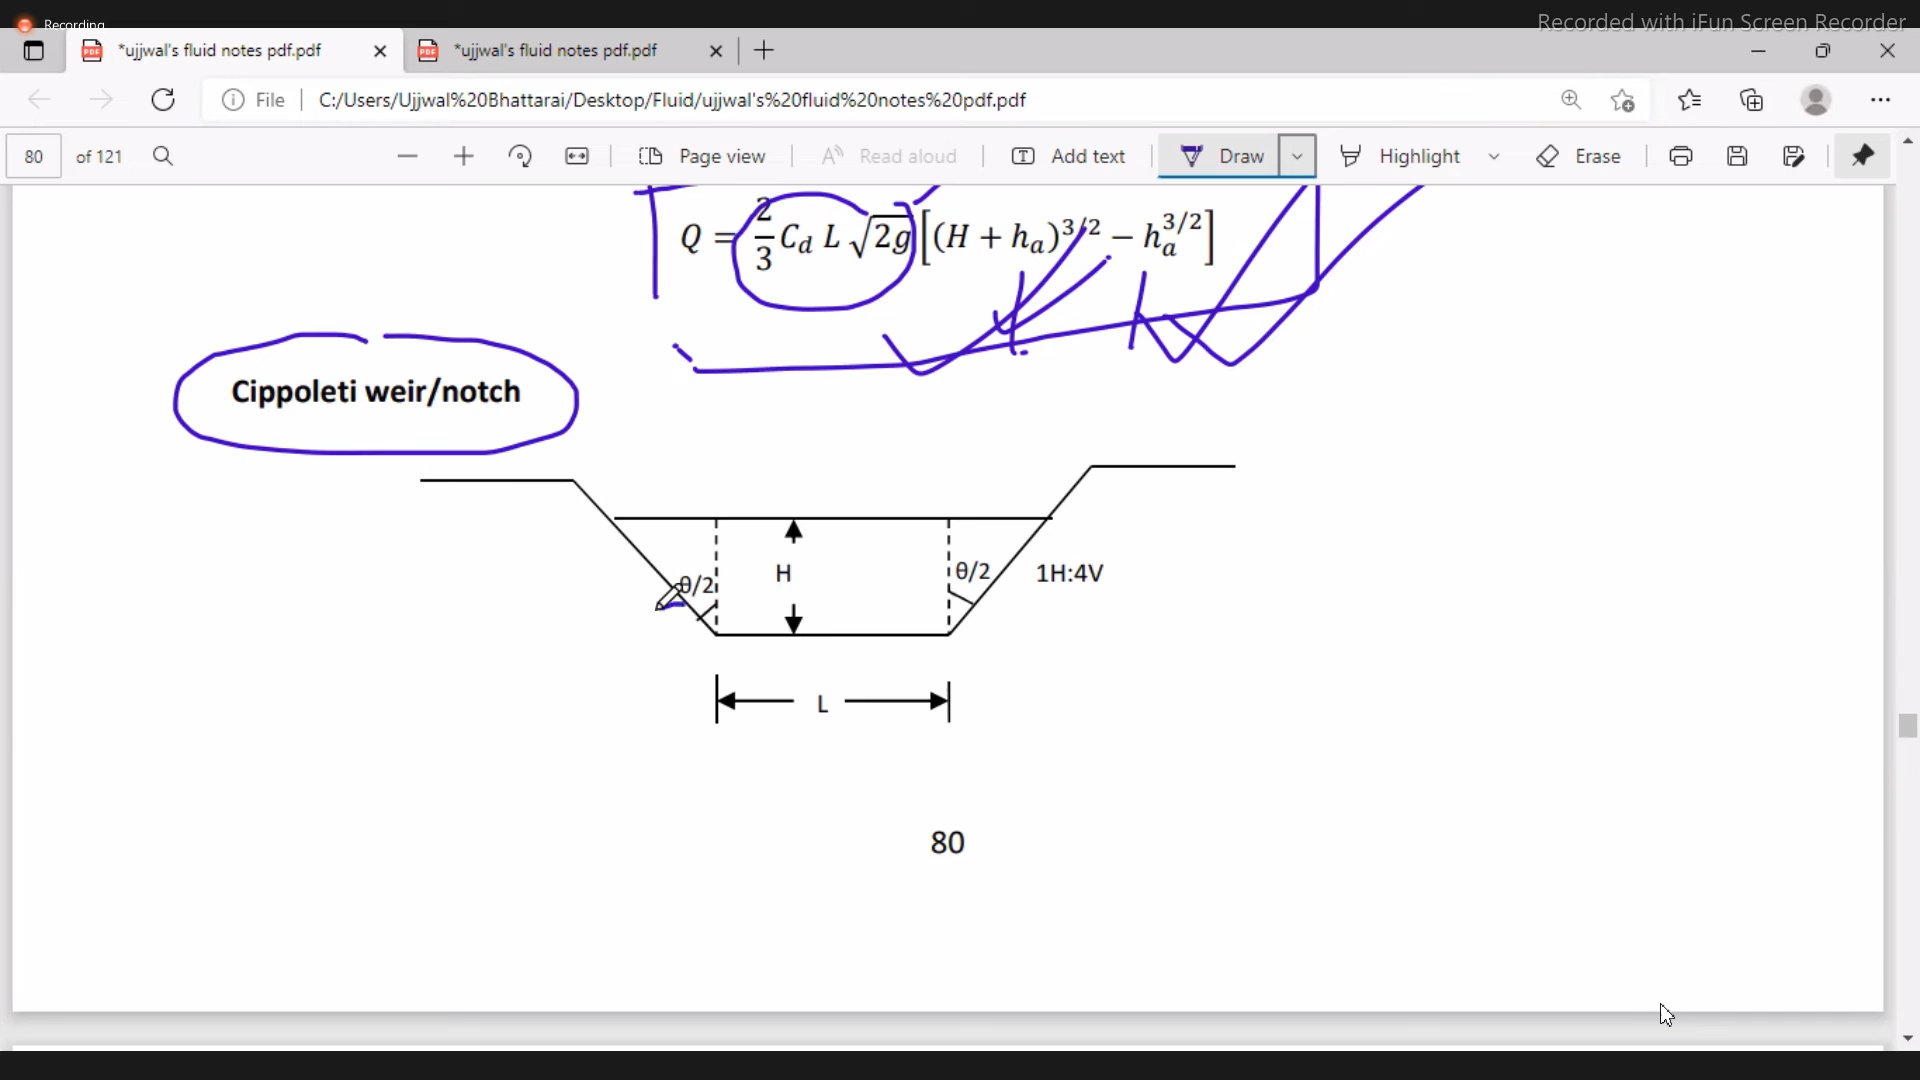 Recording
Recorded with iFun Screen Recorder
*ujjwal's fluid notes pdf.pdf
*ujjwal's fluid notes pdf.pdf
File
C:/Users/Ujjwal%20Bhattarai/Desktop/Fluid/ujjwal's%20fluid%20notes%20pdf.pdf
80 of 121
Page view
Read aloud
Add text
Draw
Highlight
Erase
Q = 2/3 C_d L √2g [(H + h_a)^3/2 − h_a^3/2]
Cippoleti weir/notch
θ/2
H
θ/2
1H:4V
L
80